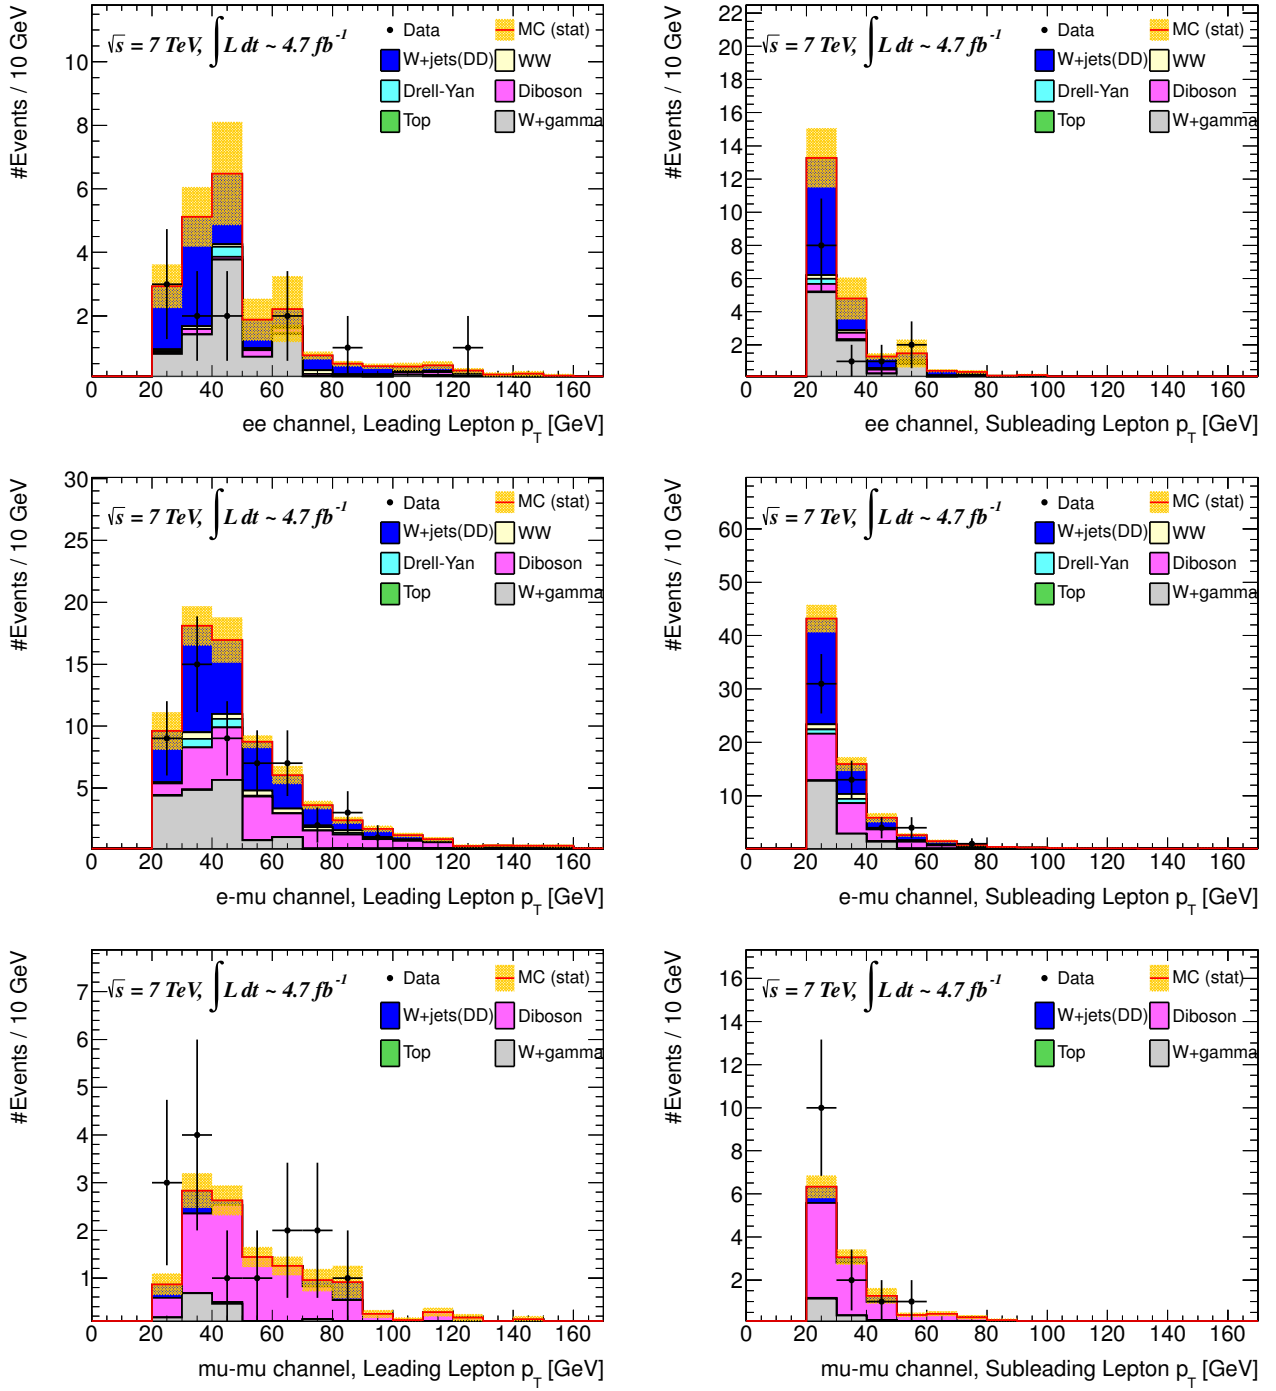 #Events / 10 GeV
10
8
6
4
2
√s = 7 TeV, ∫ L dt ~ 4.7 fb⁻¹
Data
MC (stat)
W+jets(DD)
WW
Drell-Yan
Diboson
Top
W+gamma
0 20 40 60 80 100 120 140 160
ee channel, Leading Lepton p_T [GeV]
#Events / 10 GeV
22
20
18
16
14
12
10
8
6
4
2
√s = 7 TeV, ∫ L dt ~ 4.7 fb⁻¹
Data
MC (stat)
W+jets(DD)
WW
Drell-Yan
Diboson
Top
W+gamma
0 20 40 60 80 100 120 140 160
ee channel, Subleading Lepton p_T [GeV]
#Events / 10 GeV
30
25
20
15
10
5
√s = 7 TeV, ∫ L dt ~ 4.7 fb⁻¹
Data
MC (stat)
W+jets(DD)
WW
Drell-Yan
Diboson
Top
W+gamma
0 20 40 60 80 100 120 140 160
e-mu channel, Leading Lepton p_T [GeV]
#Events / 10 GeV
60
50
40
30
20
10
√s = 7 TeV, ∫ L dt ~ 4.7 fb⁻¹
Data
MC (stat)
W+jets(DD)
WW
Drell-Yan
Diboson
Top
W+gamma
0 20 40 60 80 100 120 140 160
e-mu channel, Subleading Lepton p_T [GeV]
#Events / 10 GeV
7
6
5
4
3
2
1
√s = 7 TeV, ∫ L dt ~ 4.7 fb⁻¹
Data
MC (stat)
W+jets(DD)
Diboson
Top
W+gamma
0 20 40 60 80 100 120 140 160
mu-mu channel, Leading Lepton p_T [GeV]
#Events / 10 GeV
16
14
12
10
8
6
4
2
√s = 7 TeV, ∫ L dt ~ 4.7 fb⁻¹
Data
MC (stat)
W+jets(DD)
Diboson
Top
W+gamma
0 20 40 60 80 100 120 140 160
mu-mu channel, Subleading Lepton p_T [GeV]